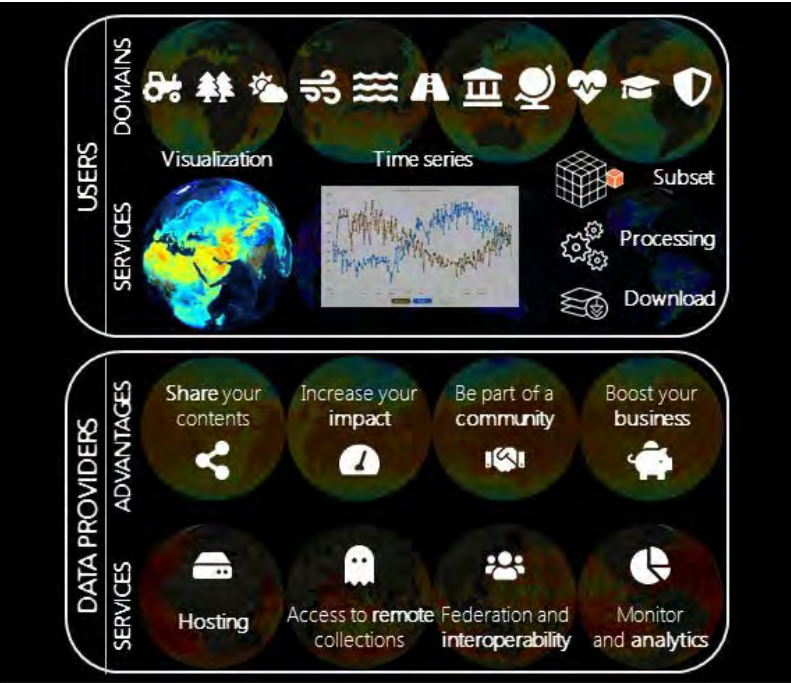 USERS
DOMAINS
Visualization
Time series
SERVICES
Subset
Processing
Download
DATA PROVIDERS
ADVANTAGES
Share your
contents
Increase your
impact
Be part of a
community
Boost your
business
SERVICES
Hosting
Access to remote
collections
Federation and
interoperability
Monitor
and analytics